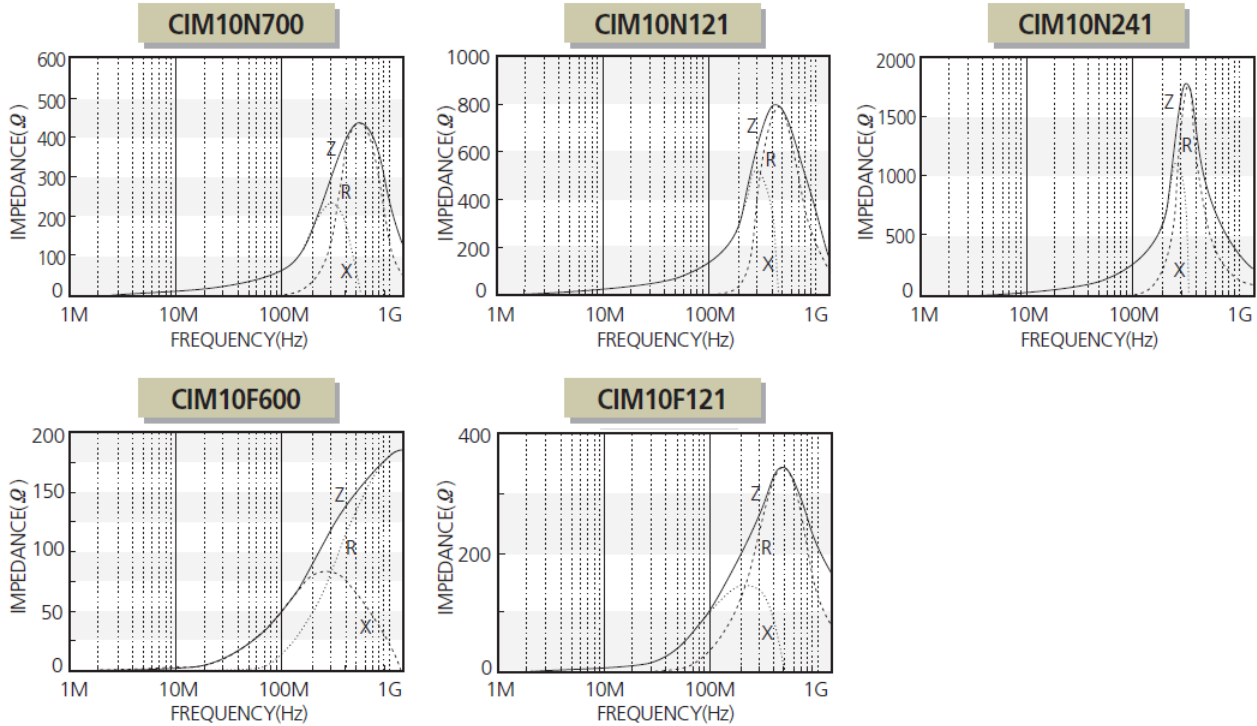 CIM10N700
600
500
400
300
200
100
0
IMPEDANCE(Ω)
Z
R
X
1M 10M 100M 1G
FREQUENCY(Hz)
CIM10N121
1000
800
600
400
200
0
IMPEDANCE(Ω)
Z
R
X
1M 10M 100M 1G
FREQUENCY(Hz)
CIM10N241
2000
1500
1000
500
0
IMPEDANCE(Ω)
Z
R
X
1M 10M 100M 1G
FREQUENCY(Hz)
CIM10F600
200
150
100
50
0
IMPEDANCE(Ω)
Z
R
X
1M 10M 100M 1G
FREQUENCY(Hz)
CIM10F121
400
200
0
IMPEDANCE(Ω)
Z
R
X
1M 10M 100M 1G
FREQUENCY(Hz)